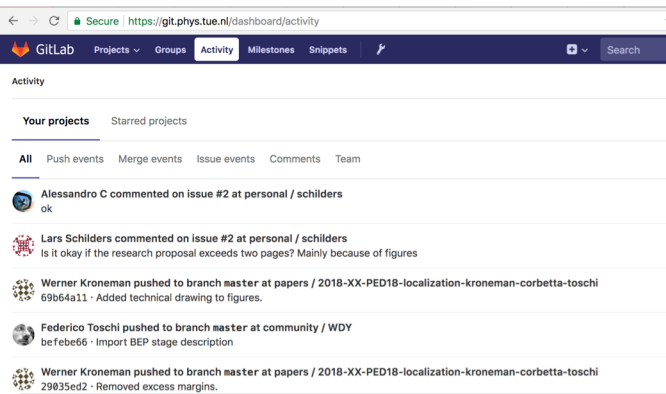 Secure https://git.phys.tue.nl/dashboard/activity
GitLab Projects Groups Activity Milestones Snippets Search
Activity
Your projects Starred projects
All Push events Merge events Issue events Comments Team
Alessandro C commented on issue #2 at personal / schilders
ok
Lars Schilders commented on issue #2 at personal / schilders
Is it okay if the research proposal exceeds two pages? Mainly because of figures
Werner Kroneman pushed to branch master at papers / 2018-XX-PED18-localization-kroneman-corbetta-toschi
69b64a11 · Added technical drawing to figures.
Federico Toschi pushed to branch master at community / WDY
befebe66 · Import BEP stage description
Werner Kroneman pushed to branch master at papers / 2018-XX-PED18-localization-kroneman-corbetta-toschi
29035ed2 · Removed excess margins.